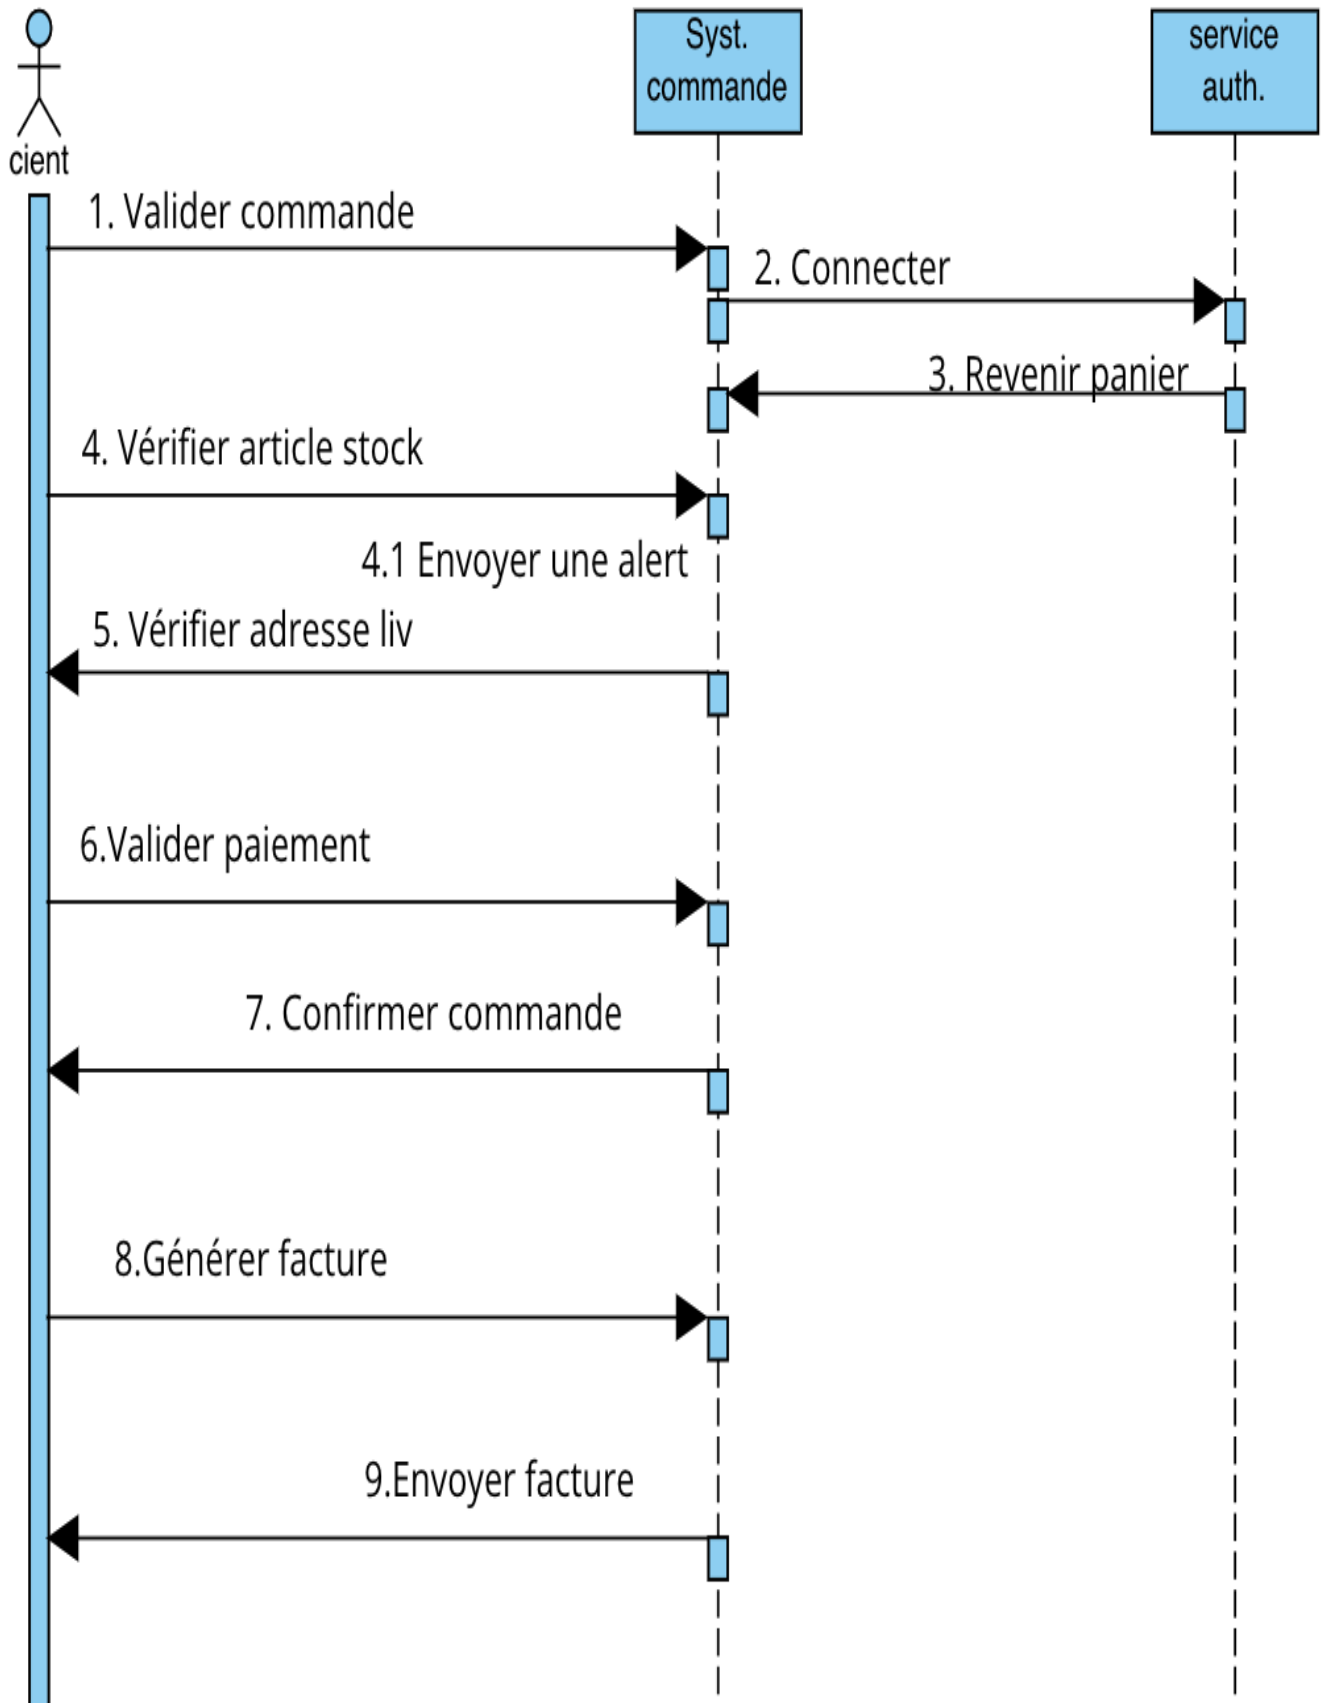 Syst.
commande
service
auth.
cient
1. Valider commande
2. Connecter
3. Revenir panier
4. Vérifier article stock
4.1 Envoyer une alert
5. Vérifier adresse liv
6.Valider paiement
7. Confirmer commande
8.Générer facture
9.Envoyer facture